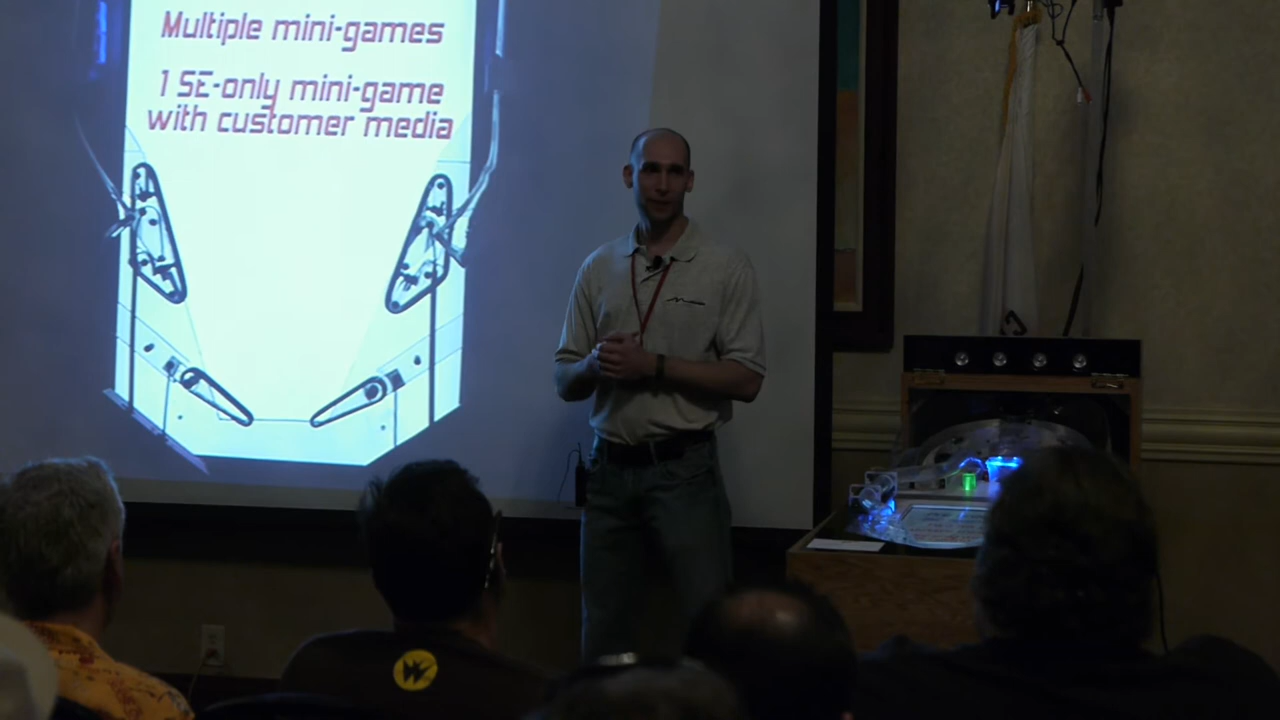 Multiple mini-games
1 SE-only mini-game
with customer media